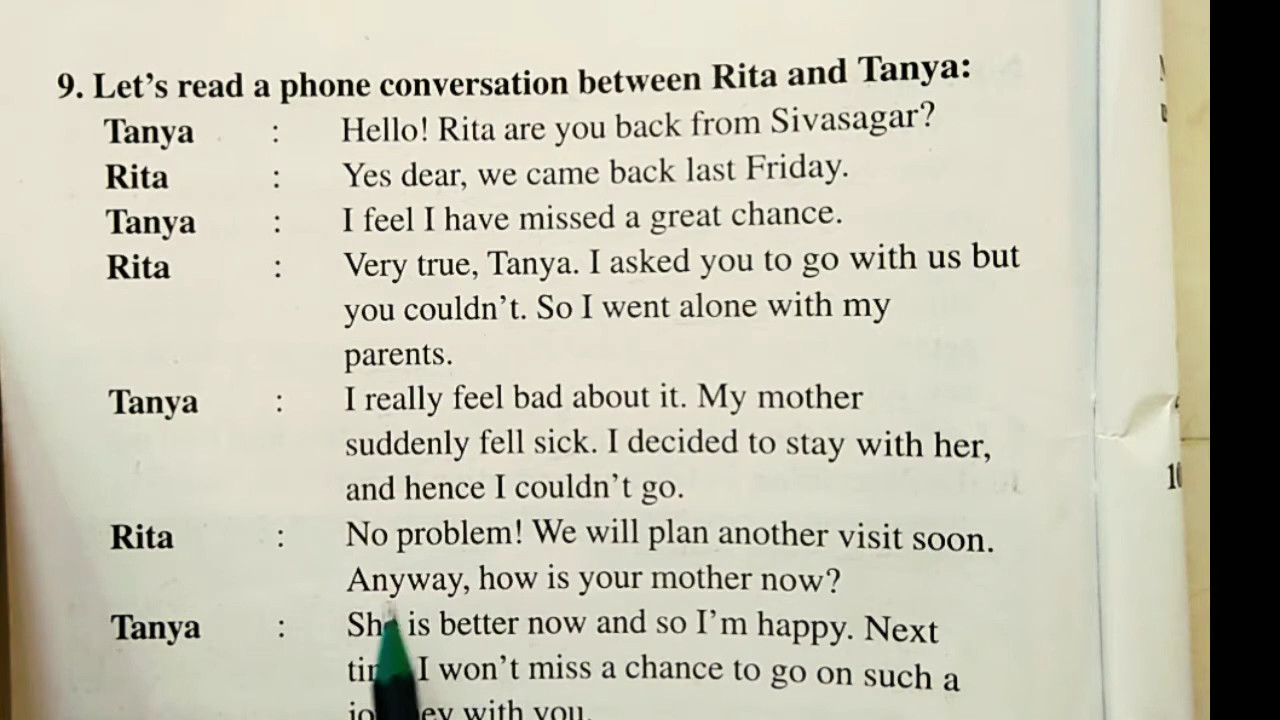 9. Let's read a phone conversation between Rita and Tanya:
Tanya : Hello! Rita are you back from Sivasagar?
Rita : Yes dear, we came back last Friday.
Tanya : I feel I have missed a great chance.
Rita : Very true, Tanya. I asked you to go with us but
you couldn't. So I went alone with my
parents.
Tanya : I really feel bad about it. My mother
suddenly fell sick. I decided to stay with her,
and hence I couldn't go.
Rita : No problem! We will plan another visit soon.
Anyway, how is your mother now?
Tanya : She is better now and so I'm happy. Next
time I won't miss a chance to go on such a
journey with you.